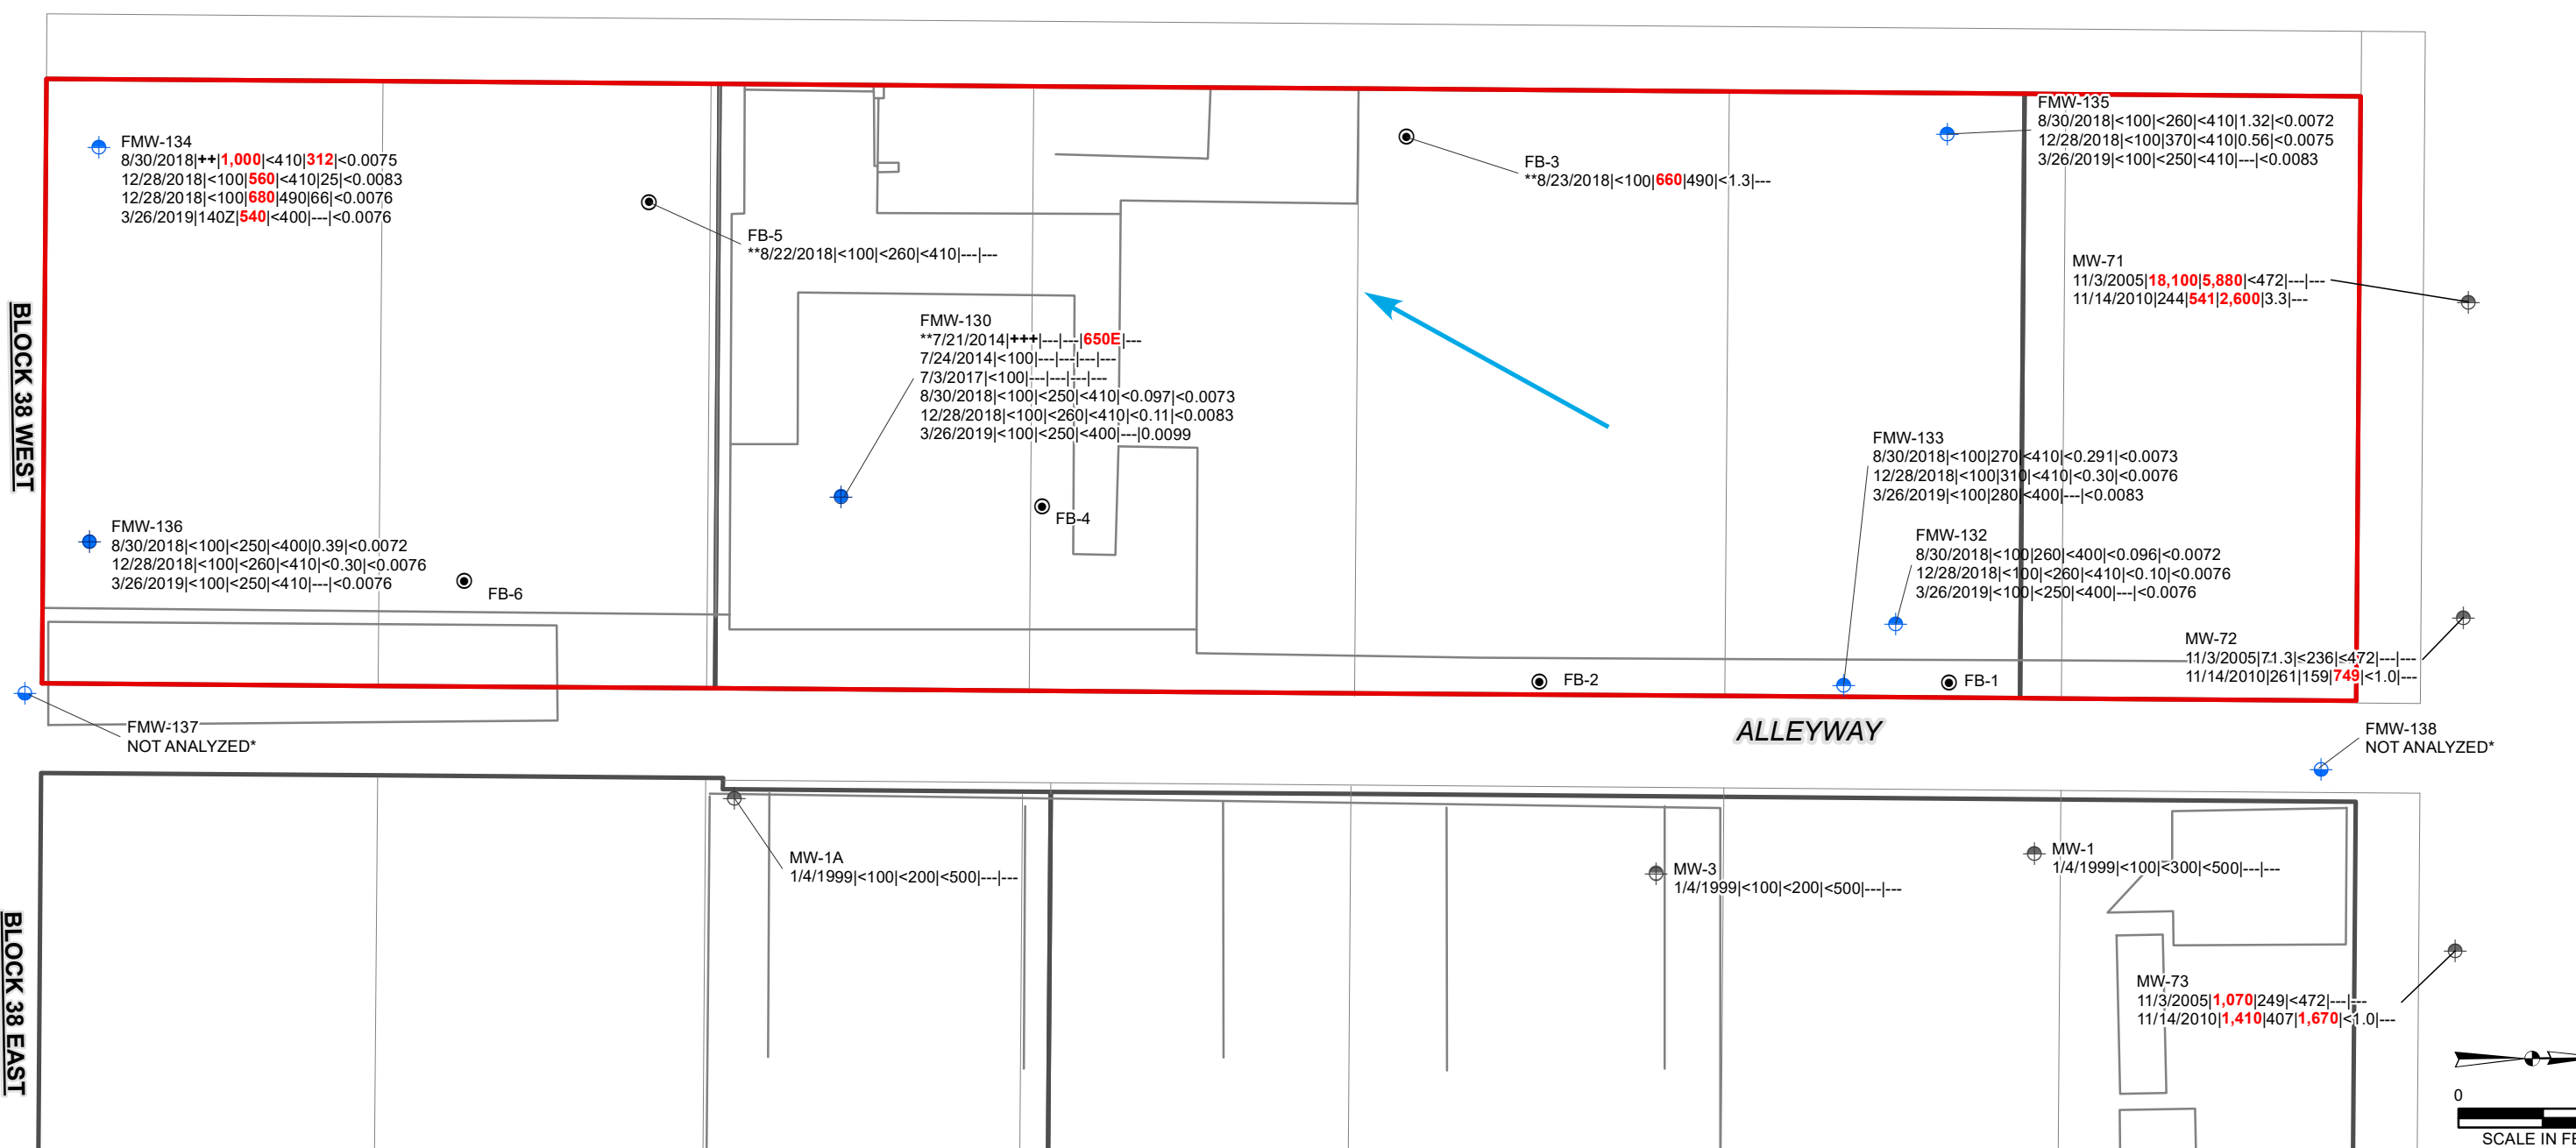 FMW-134
8/30/2018|++|1,000|<410|312|<0.0075
12/28/2018|<100|560|<410|25|<0.0083
12/28/2018|<100|680|490|66|<0.0076
3/26/2019|140Z|540|<400|---|<0.0076
FB-5
**8/22/2018|<100|<260|<410|---|---
FB-3
**8/23/2018|<100|660|490|<1.3|---
FMW-135
8/30/2018|<100|<260|<410|1.32|<0.0072
12/28/2018|<100|370|<410|0.56|<0.0075
3/26/2019|<100|<250|<410|---|<0.0083
MW-71
11/3/2005|18,100|5,880|<472|---|---
11/14/2010|244|541|2,600|3.3|---
BLOCK 38 WEST
FMW-130
**7/21/2014|+++|---|---|650E|---
7/24/2014|<100|---|---|---|---
7/3/2017|<100|---|---|---|---
8/30/2018|<100|<250|<410|<0.097|<0.0073
12/28/2018|<100|<260|<410|<0.11|<0.0083
3/26/2019|<100|<250|<400|---|0.0099
FMW-133
8/30/2018|<100|270|<410|<0.291|<0.0073
12/28/2018|<100|310|<410|<0.30|<0.0076
3/26/2019|<100|280|<400|---|<0.0083
FB-4
FMW-136
8/30/2018|<100|<250|<400|0.39|<0.0072
12/28/2018|<100|<260|<410|<0.30|<0.0076
3/26/2019|<100|<250|<410|---|<0.0076
FB-6
FMW-132
8/30/2018|<100|260|<400|<0.096|<0.0072
12/28/2018|<100|<260|<410|<0.10|<0.0076
3/26/2019|<100|<250|<400|---|<0.0076
MW-72
11/3/2005|71.3|<236|<472|---|---
11/14/2010|261|159|749|<1.0|---
FB-2
FB-1
FMW-137
NOT ANALYZED*
ALLEYWAY
FMW-138
NOT ANALYZED*
MW-1A
1/4/1999|<100|<200|<500|---|---
MW-3
1/4/1999|<100|<200|<500|---|---
MW-1
1/4/1999|<100|<300|<500|---|---
BLOCK 38 EAST
MW-73
11/3/2005|1,070|249|<472|---|---
11/14/2010|1,410|407|1,670|<1.0|---
0
SCALE IN